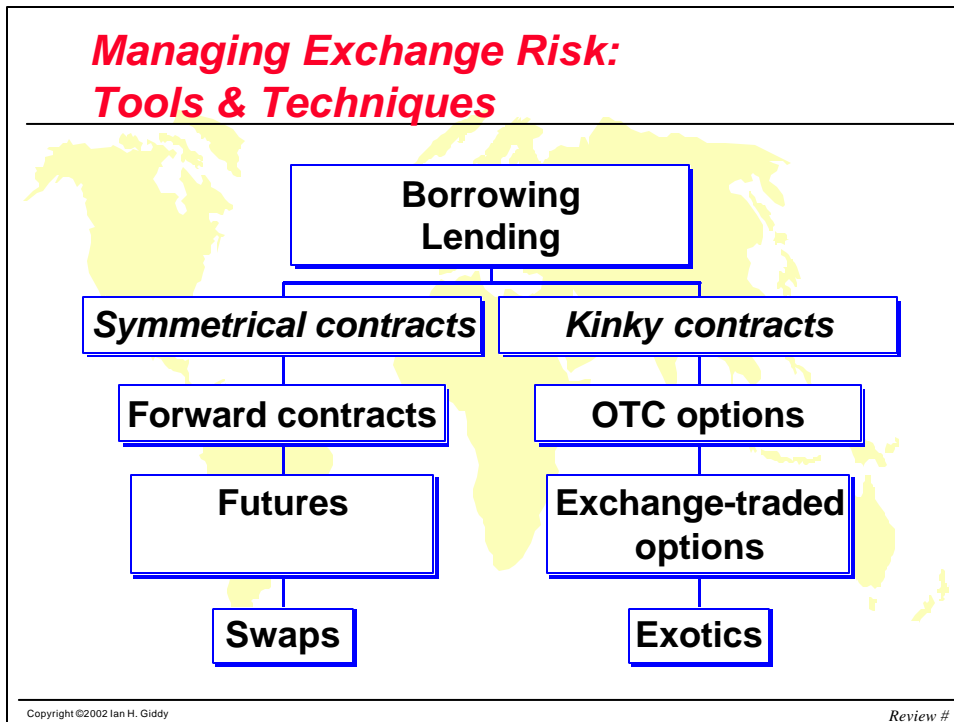 Managing Exchange Risk:
Tools & Techniques
Borrowing
Lending
Symmetrical contracts
Kinky contracts
Forward contracts
OTC options
Futures
Exchange-traded
options
Swaps
Exotics
Copyright ©2002 Ian H. Giddy
Review #